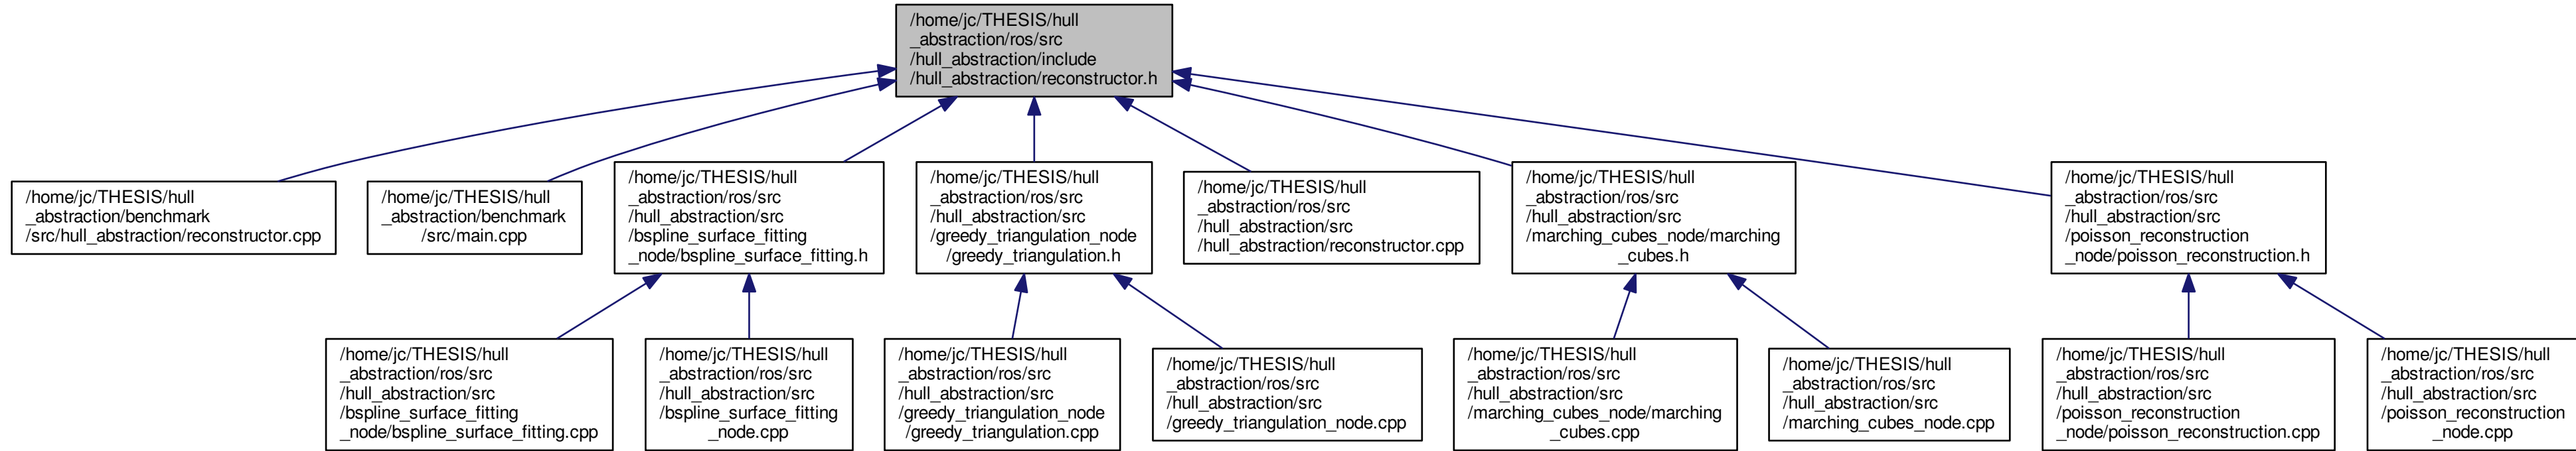 /home/jc/THESIS/hull
_abstraction/ros/src
/hull_abstraction/include
/hull_abstraction/reconstructor.h
/home/jc/THESIS/hull
_abstraction/benchmark
/src/hull_abstraction/reconstructor.cpp
/home/jc/THESIS/hull
_abstraction/benchmark
/src/main.cpp
/home/jc/THESIS/hull
_abstraction/ros/src
/hull_abstraction/src
/bspline_surface_fitting
_node/bspline_surface_fitting.h
/home/jc/THESIS/hull
_abstraction/ros/src
/hull_abstraction/src
/greedy_triangulation_node
/greedy_triangulation.h
/home/jc/THESIS/hull
_abstraction/ros/src
/hull_abstraction/src
/hull_abstraction/reconstructor.cpp
/home/jc/THESIS/hull
_abstraction/ros/src
/hull_abstraction/src
/marching_cubes_node/marching
_cubes.h
/home/jc/THESIS/hull
_abstraction/ros/src
/hull_abstraction/src
/poisson_reconstruction
_node/poisson_reconstruction.h
/home/jc/THESIS/hull
_abstraction/ros/src
/hull_abstraction/src
/bspline_surface_fitting
_node/bspline_surface_fitting.cpp
/home/jc/THESIS/hull
_abstraction/ros/src
/hull_abstraction/src
/bspline_surface_fitting
_node.cpp
/home/jc/THESIS/hull
_abstraction/ros/src
/hull_abstraction/src
/greedy_triangulation_node
/greedy_triangulation.cpp
/home/jc/THESIS/hull
_abstraction/ros/src
/hull_abstraction/src
/greedy_triangulation_node.cpp
/home/jc/THESIS/hull
_abstraction/ros/src
/hull_abstraction/src
/marching_cubes_node/marching
_cubes.cpp
/home/jc/THESIS/hull
_abstraction/ros/src
/hull_abstraction/src
/marching_cubes_node.cpp
/home/jc/THESIS/hull
_abstraction/ros/src
/hull_abstraction/src
/poisson_reconstruction
_node/poisson_reconstruction.cpp
/home/jc/THESIS/hull
_abstraction/ros/src
/hull_abstraction/src
/poisson_reconstruction
_node.cpp